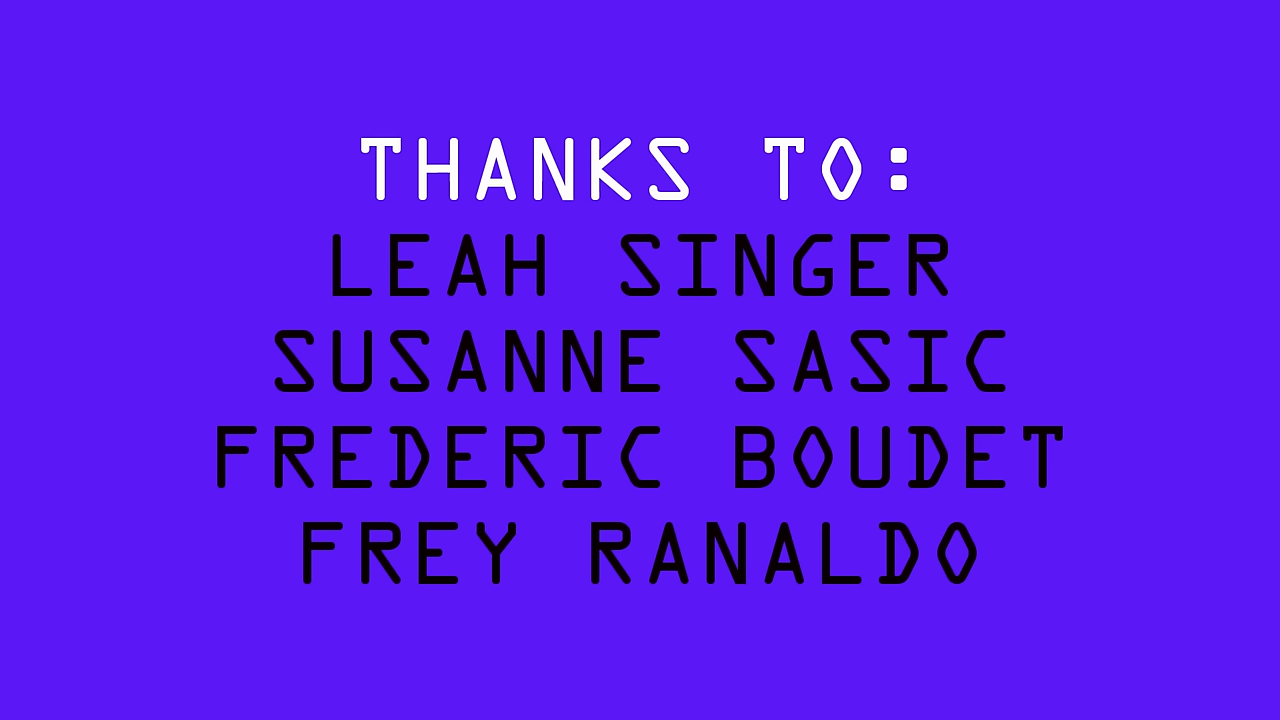 THANKS TO:
LEAH SINGER
SUSANNE SASIC
FREDERIC BOUDET
FREY RANALDO